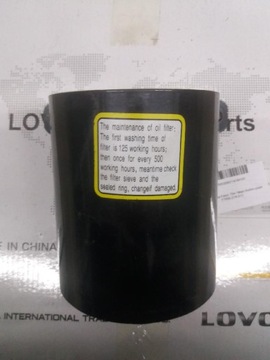 LOVO
rts
The maintenance of oil filter:
The first washing time of
filter is 125 working hours;
then once for every 500
working hours, meantime check
the filter sieve and the
sealed ring, changeif damaged.
E IN CHINA
INTERNATIONAL TRA
LOVO